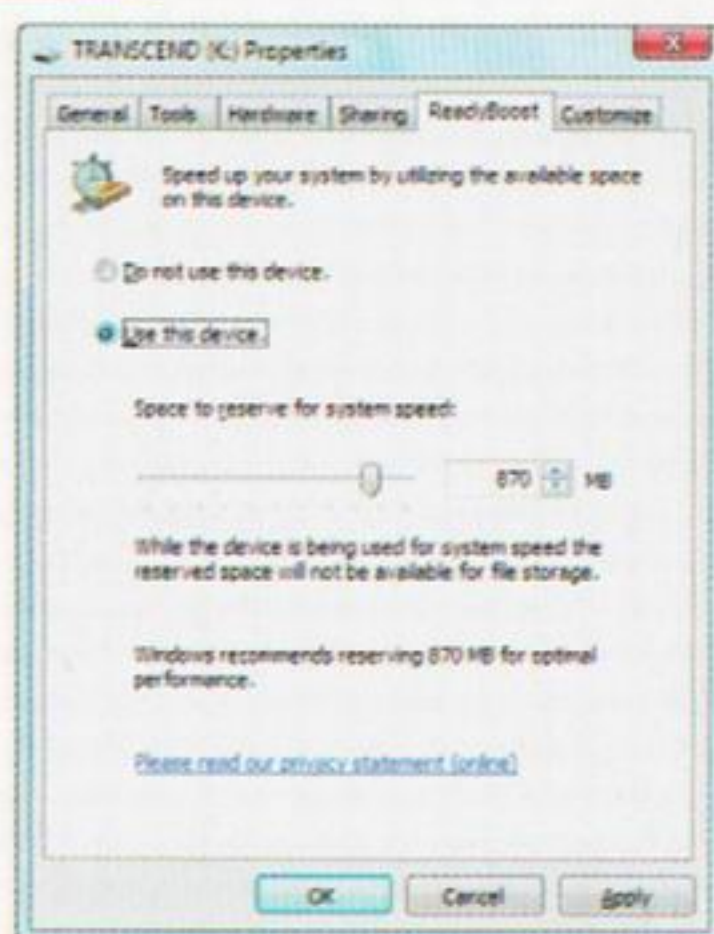 TRANSCEND (K:) Properties
General Tools Hardware Sharing ReadyBoost Customize
Speed up your system by utilizing the available space
on this device.
Do not use this device.
Use this device.
Space to reserve for system speed:
870 MB
While the device is being used for system speed the
reserved space will not be available for file storage.
Windows recommends reserving 870 MB for optimal
performance.
Please read our privacy statement (online)
OK Cancel Apply